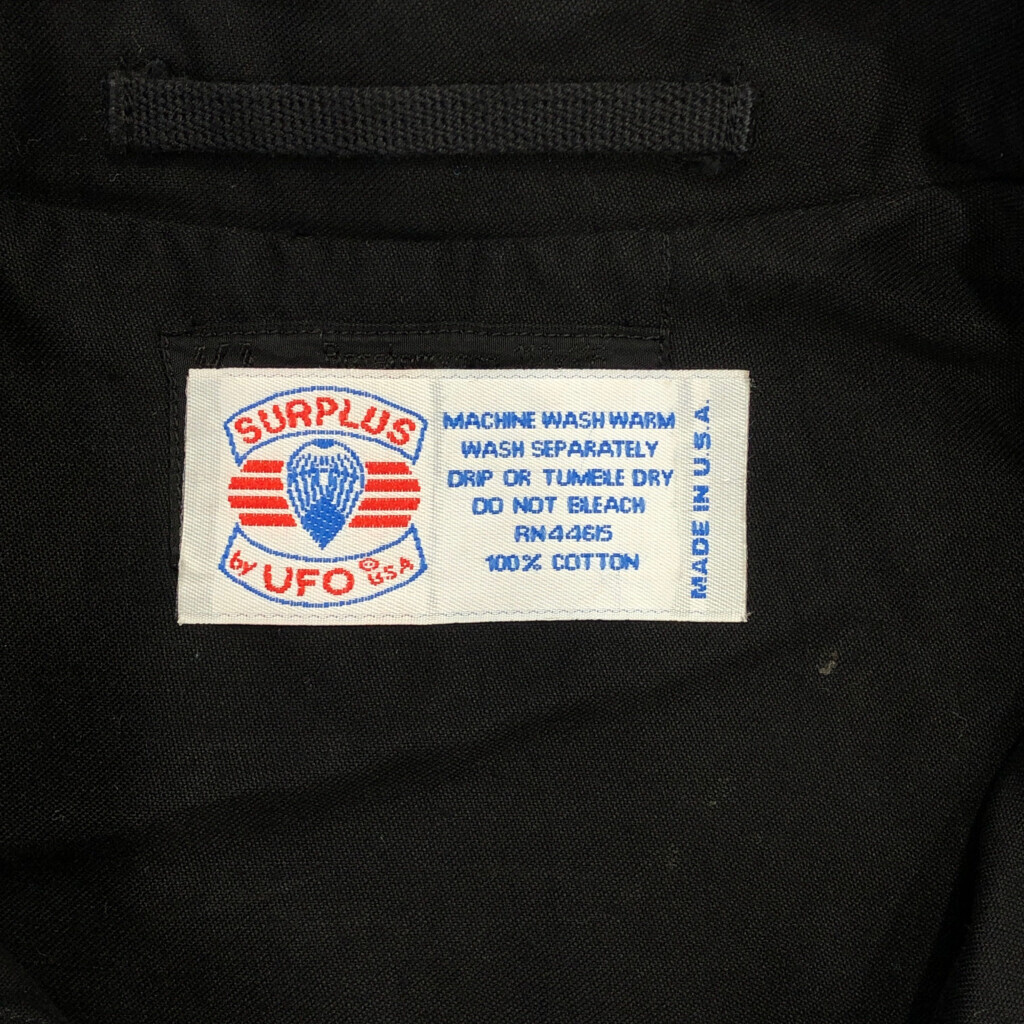 SURPLUS
by UFO ® USA
MACHINE WASH WARM
WASH SEPARATELY
DRIP OR TUMBLE DRY
DO NOT BLEACH
RN44615
100% COTTON
MADE IN U.S.A.